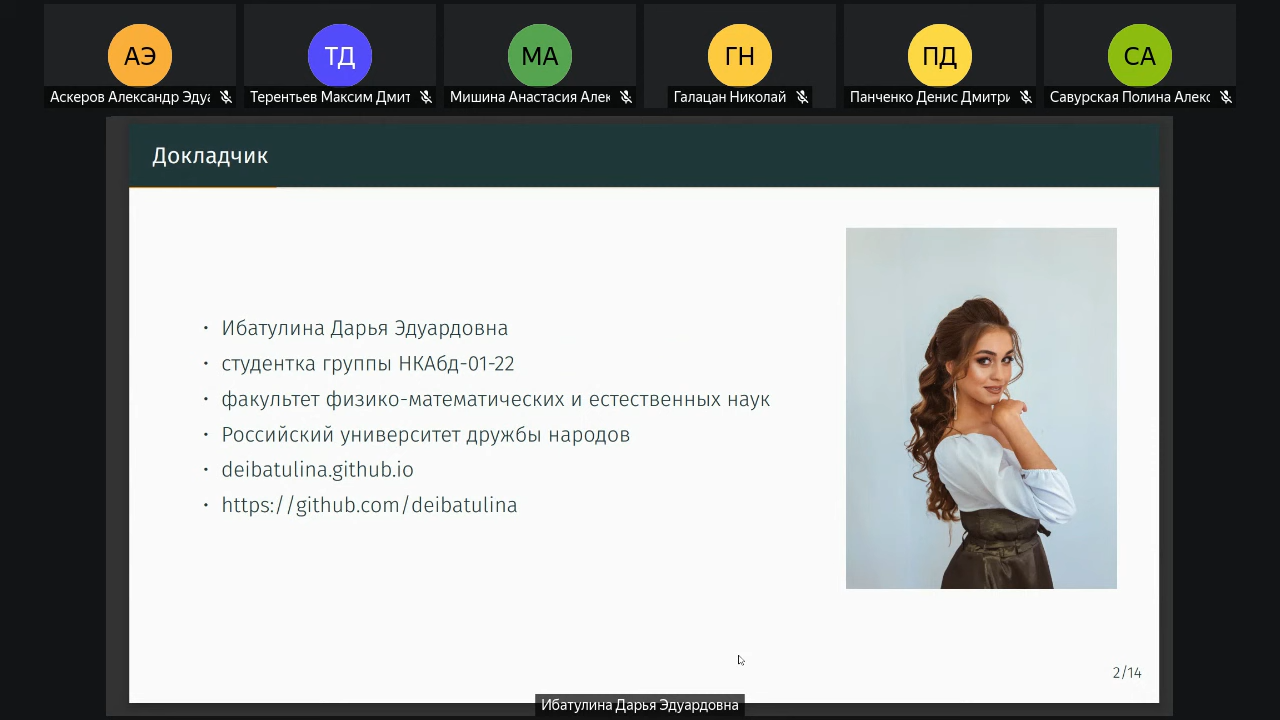 АЭ
ТД
МА
ГН
ПД
СА
Аскеров Александр Эдуа
Терентьев Максим Дмит
Мишина Анастасия Алек
Галацан Николай
Панченко Денис Дмитри
Савурская Полина Алекс
Докладчик
• Ибатулина Дарья Эдуардовна
• студентка группы НКАбд-01-22
• факультет физико-математических и естественных наук
• Российский университет дружбы народов
• deibatulina.github.io
• https://github.com/deibatulina
2/14
Ибатулина Дарья Эдуардовна